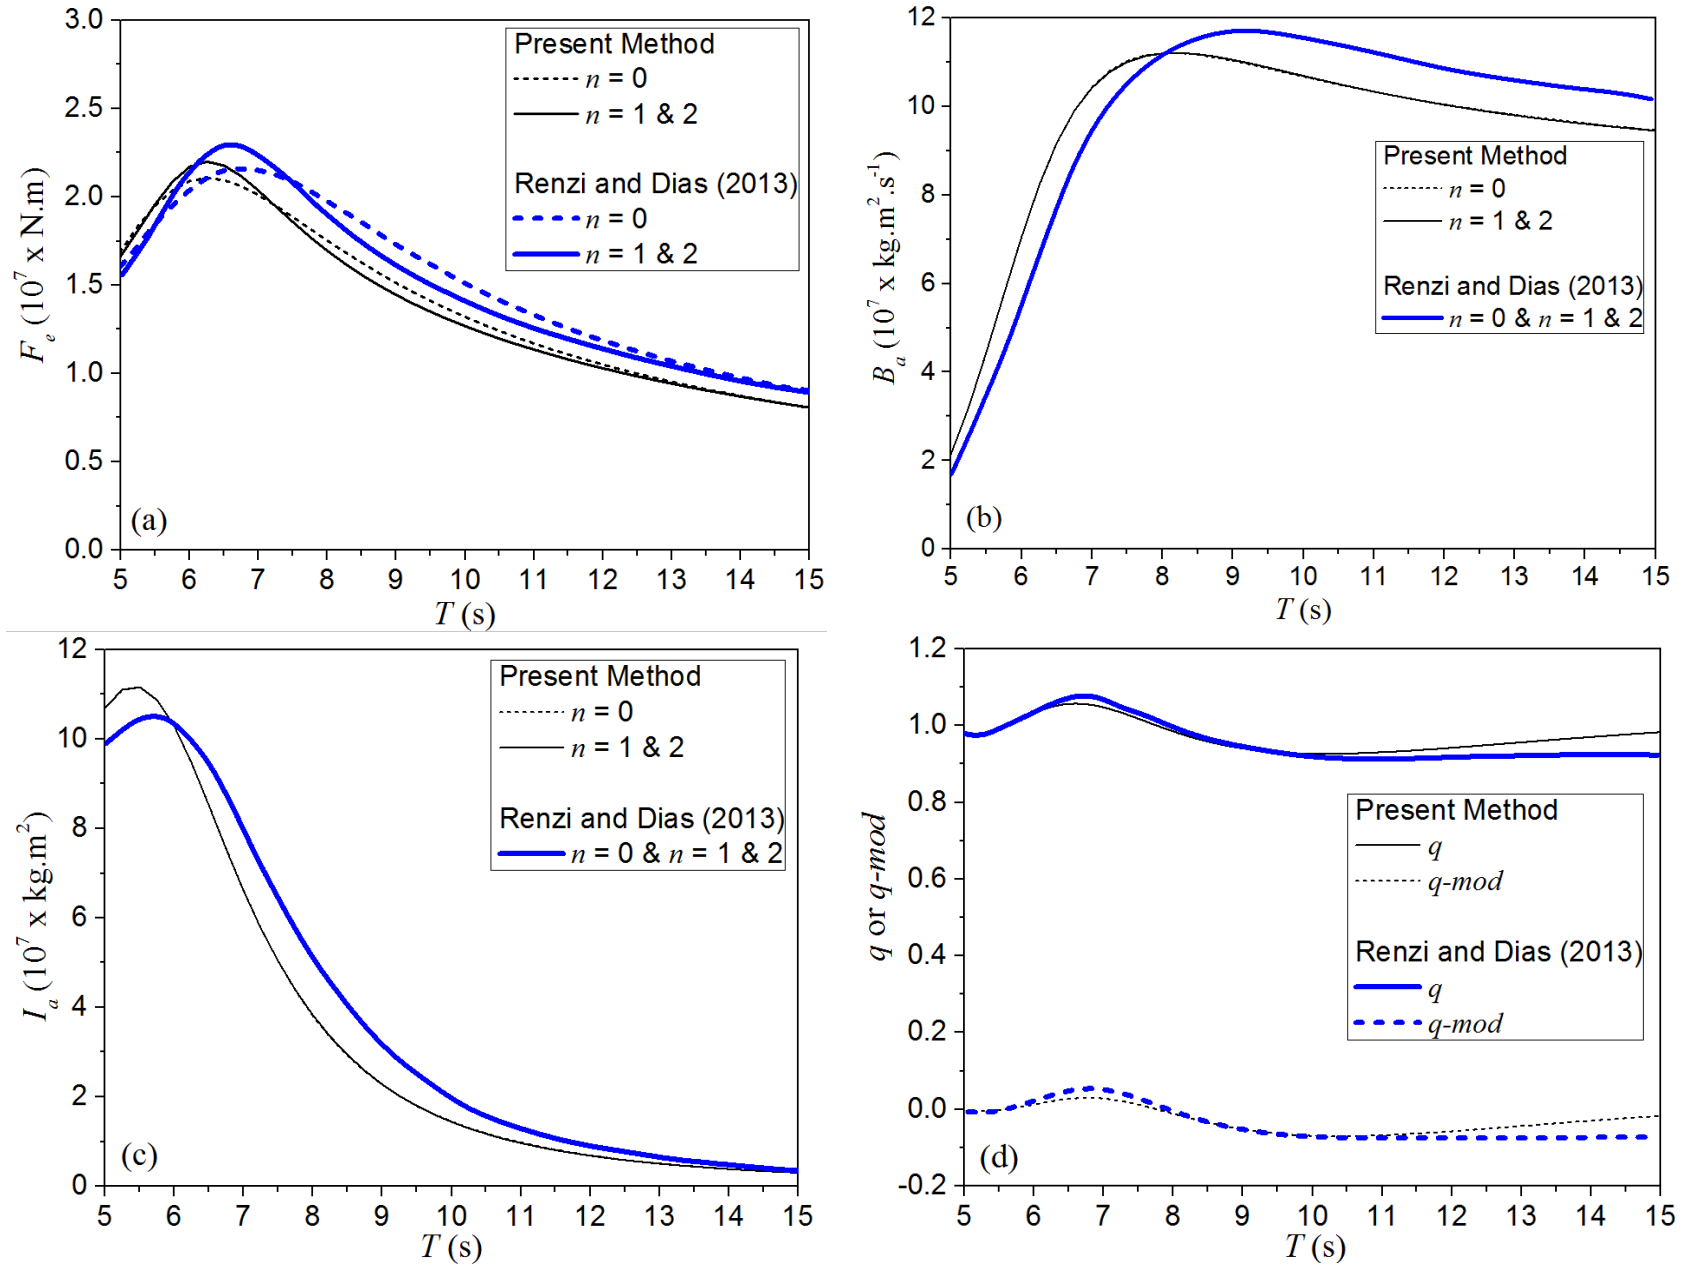 3.0
2.5
2.0
1.5
1.0
0.5
0.0
F_e (10^7 x N.m)
Present Method
n = 0
n = 1 & 2
Renzi and Dias (2013)
n = 0
n = 1 & 2
(a)
5 6 7 8 9 10 11 12 13 14 15
T (s)
12
10
8
6
4
2
0
B_a (10^7 x kg.m^2.s^-1)
Present Method
n = 0
n = 1 & 2
Renzi and Dias (2013)
n = 0 & n = 1 & 2
(b)
5 6 7 8 9 10 11 12 13 14 15
T (s)
12
10
8
6
4
2
0
I_a (10^7 x kg.m^2)
Present Method
n = 0
n = 1 & 2
Renzi and Dias (2013)
n = 0 & n = 1 & 2
(c)
5 6 7 8 9 10 11 12 13 14 15
T (s)
1.2
1.0
0.8
0.6
0.4
0.2
0.0
-0.2
q or q-mod
Present Method
q
q-mod
Renzi and Dias (2013)
q
q-mod
(d)
5 6 7 8 9 10 11 12 13 14 15
T (s)